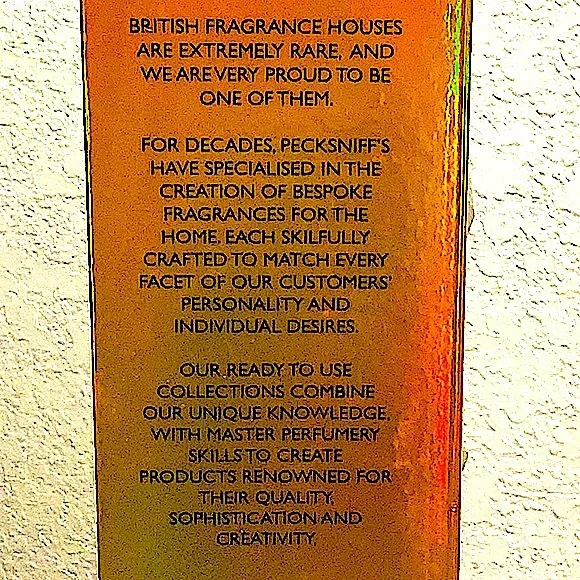 BRITISH FRAGRANCE HOUSES
ARE EXTREMELY RARE, AND
WE ARE VERY PROUD TO BE
ONE OF THEM.
FOR DECADES, PECKSNIFF'S
HAVE SPECIALISED IN THE
CREATION OF BESPOKE
FRAGRANCES FOR THE
HOME, EACH SKILFULLY
CRAFTED TO MATCH EVERY
FACET OF OUR CUSTOMERS'
PERSONALITY AND
INDIVIDUAL DESIRES.
OUR READY TO USE
COLLECTIONS COMBINE
OUR UNIQUE KNOWLEDGE,
WITH MASTER PERFUMERY
SKILLS TO CREATE
PRODUCTS RENOWNED FOR
THEIR QUALITY,
SOPHISTICATION AND
CREATIVITY.